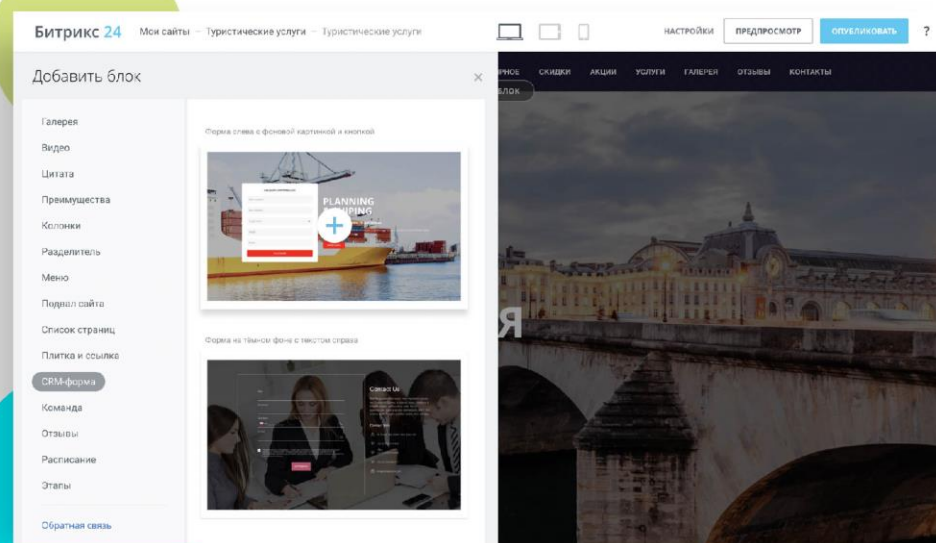 Битрикс 24
Мои сайты – Туристические услуги – Туристические услуги
НАСТРОЙКИ
ПРЕДПРОСМОТР
ОПУБЛИКОВАТЬ
?
Добавить блок
×
РНОЕ СКИДКИ АКЦИИ УСЛУГИ ГАЛЕРЕЯ ОТЗЫВЫ КОНТАКТЫ
БЛОК
Галерея
Видео
Цитата
Преимущества
Колонки
Разделитель
Меню
Подвал сайта
Список страниц
Плитка и ссылка
CRM-форма
Команда
Отзывы
Расписание
Этапы
Обратная связь
Форма слева с фоновой картинкой и кнопкой
PLANNING
Форма на тёмном фоне с текстом справа
Contact Us
Я